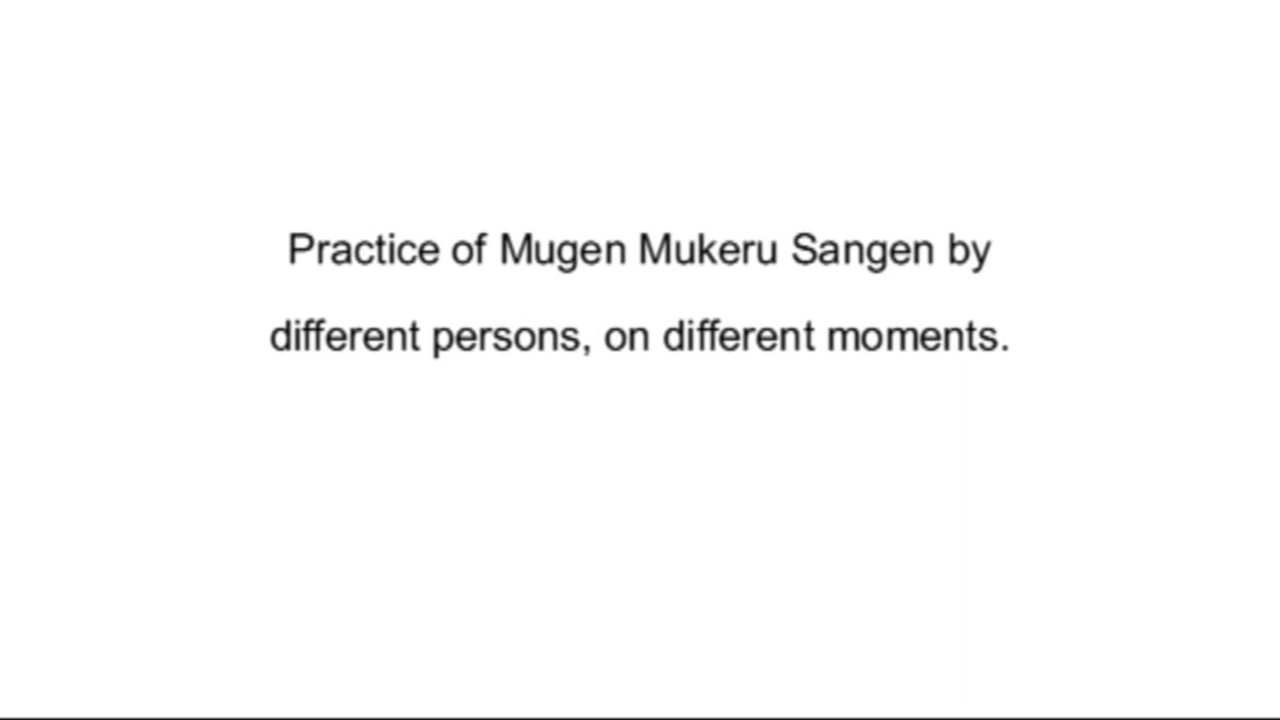 Practice of Mugen Mukeru Sangen by
different persons, on different moments.